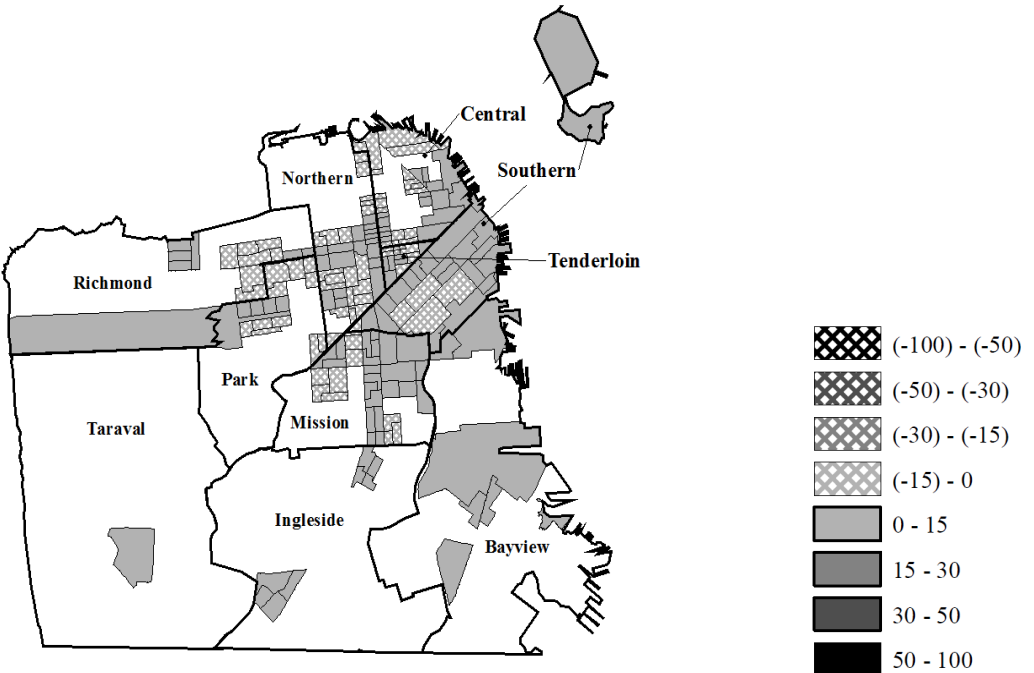 Central
Southern
Northern
Tenderloin
Richmond
Park
Mission
Taraval
Ingleside
Bayview
(-100) - (-50)
(-50) - (-30)
(-30) - (-15)
(-15) - 0
0 - 15
15 - 30
30 - 50
50 - 100